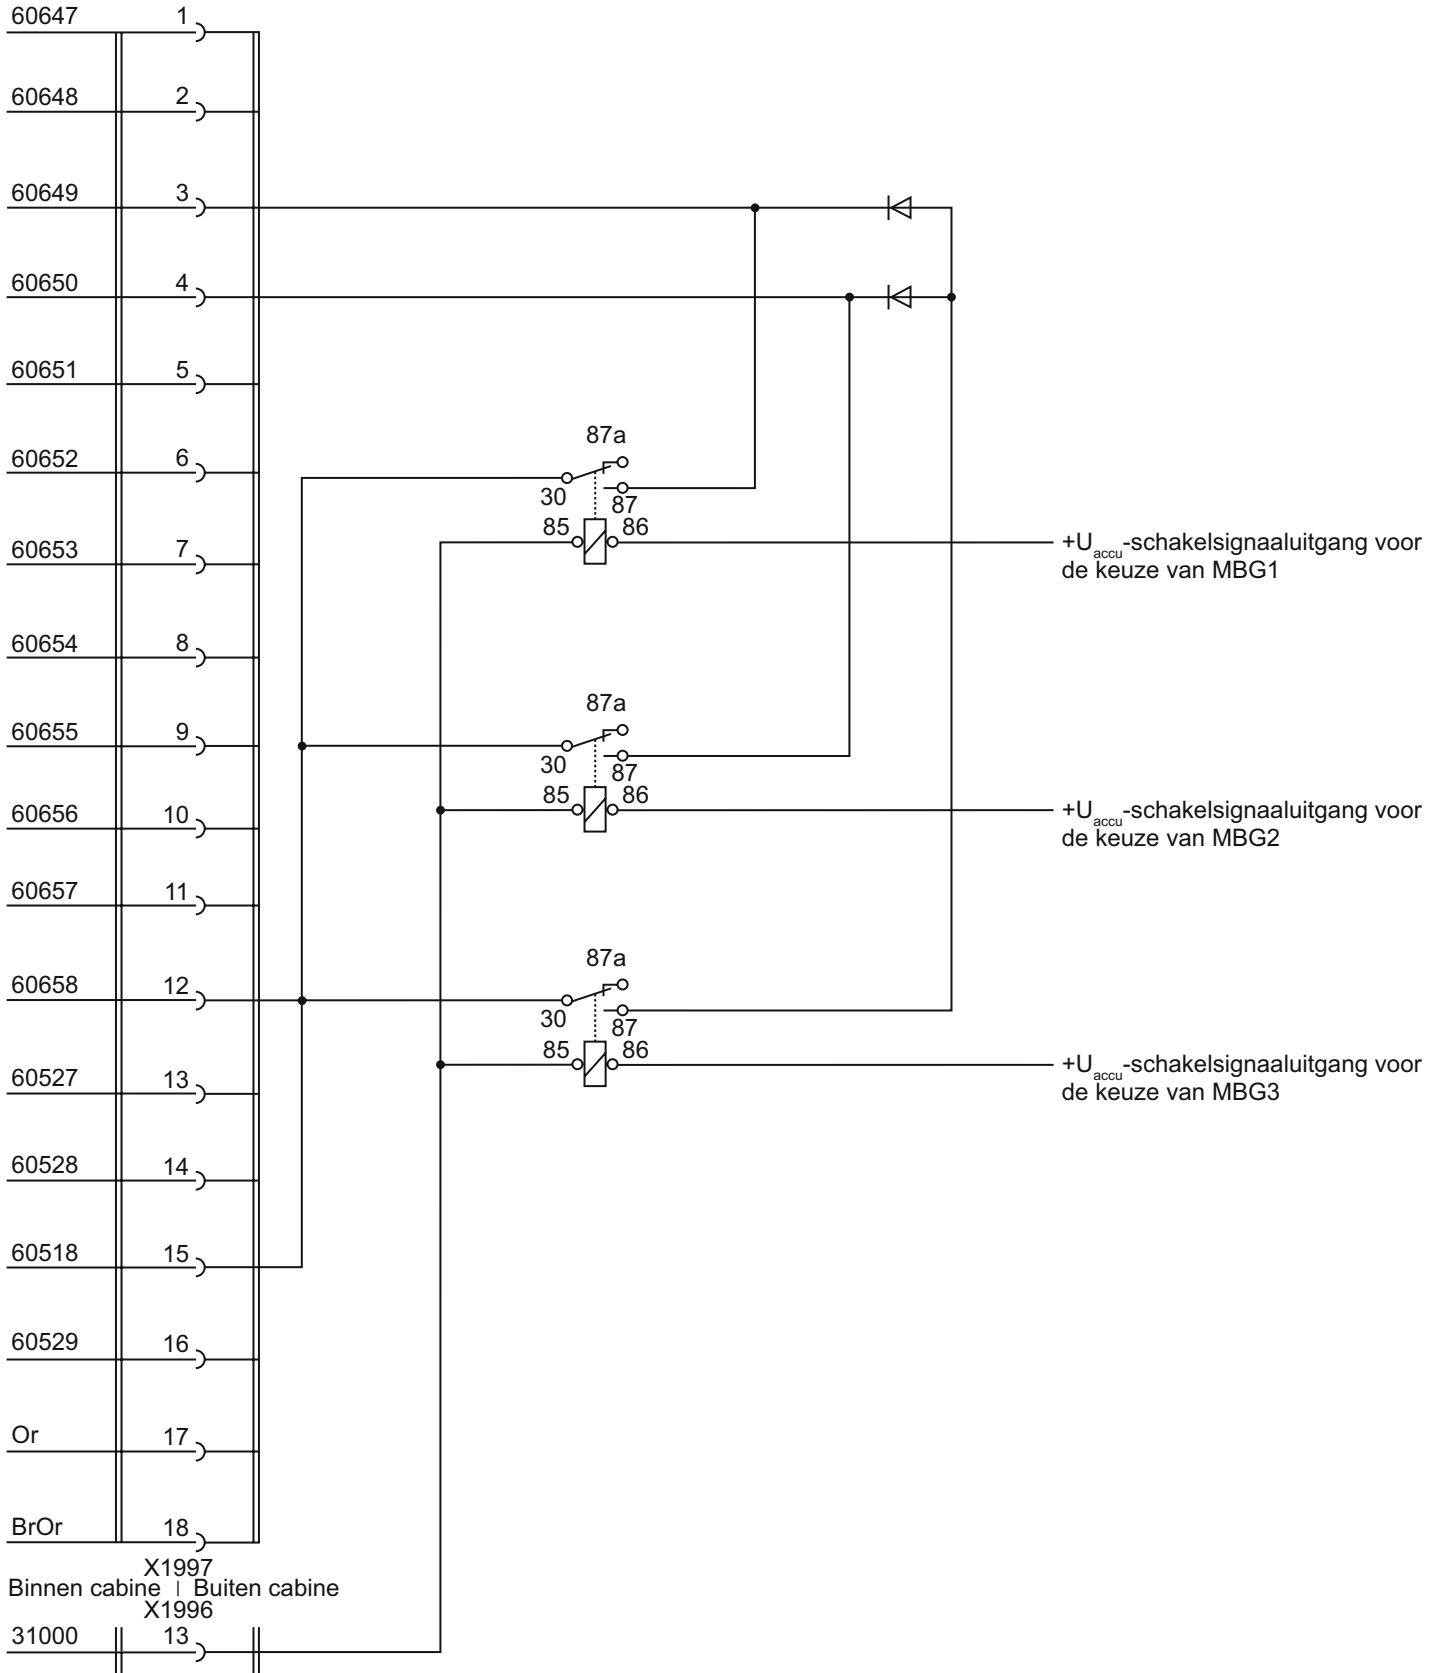 60647 1
60648 2
60649 3
60650 4
60651 5
87a
60652 6
30 87
85 86
60653 7
+Uaccu-schakelsignaaluitgang voor
de keuze van MBG1
60654 8
87a
60655 9
30 87
85 86
60656 10
+Uaccu-schakelsignaaluitgang voor
de keuze van MBG2
60657 11
87a
60658 12
30 87
85 86
+Uaccu-schakelsignaaluitgang voor
de keuze van MBG3
60527 13
60528 14
60518 15
60529 16
Or 17
BrOr 18
X1997
Binnen cabine | Buiten cabine
X1996
31000 13